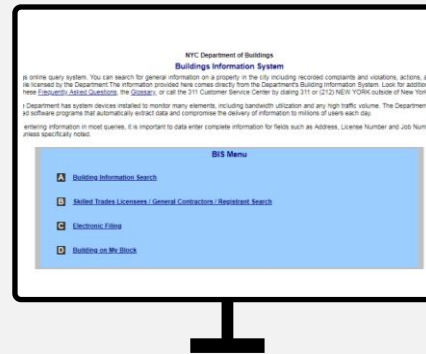 NYC Department of Buildings
Buildings Information System
online query system. You can search for general information on a property in the city including recorded complaints and violations, actions,
licensed by the Department. The information provided here comes directly from the Department's Building Information System. Look for
these Frequently Asked Questions, the Glossary, or call the 311 Customer Service Center by dialing 311 or (212) NEW YORK outside of New
Department has system devices installed to monitor many elements, including bandwidth utilization and any high traffic volume. The
software programs that automatically extract data and compromise the delivery of information to millions of users each day.
entering information in most queries, it is important to data enter complete information for fields such as Address, License Number and Job
unless specifically noted.
BIS Menu
A Building Information Search
B Skilled Trades Licensees / General Contractors / Registrant Search
C Electronic Filing
D Building on My Block